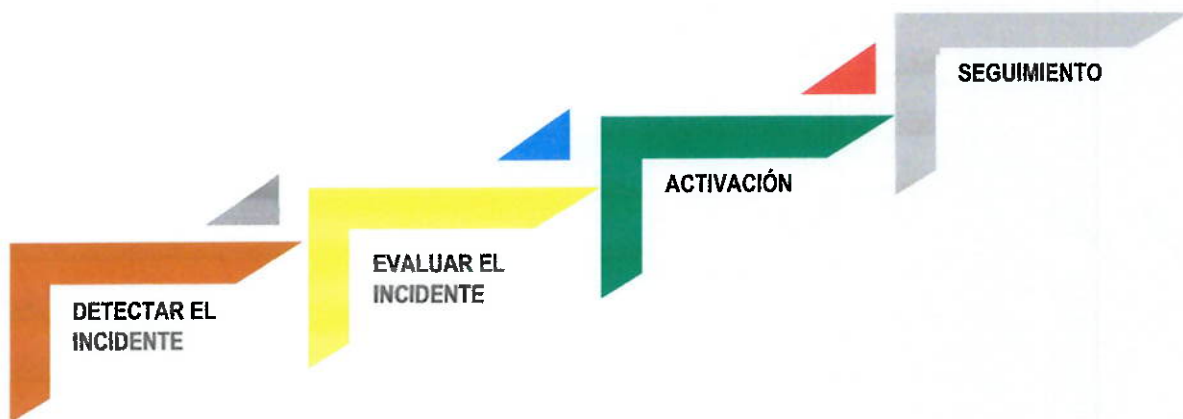 DETECTAR EL
INCIDENTE
EVALUAR EL
INCIDENTE
ACTIVACIÓN
SEGUIMIENTO